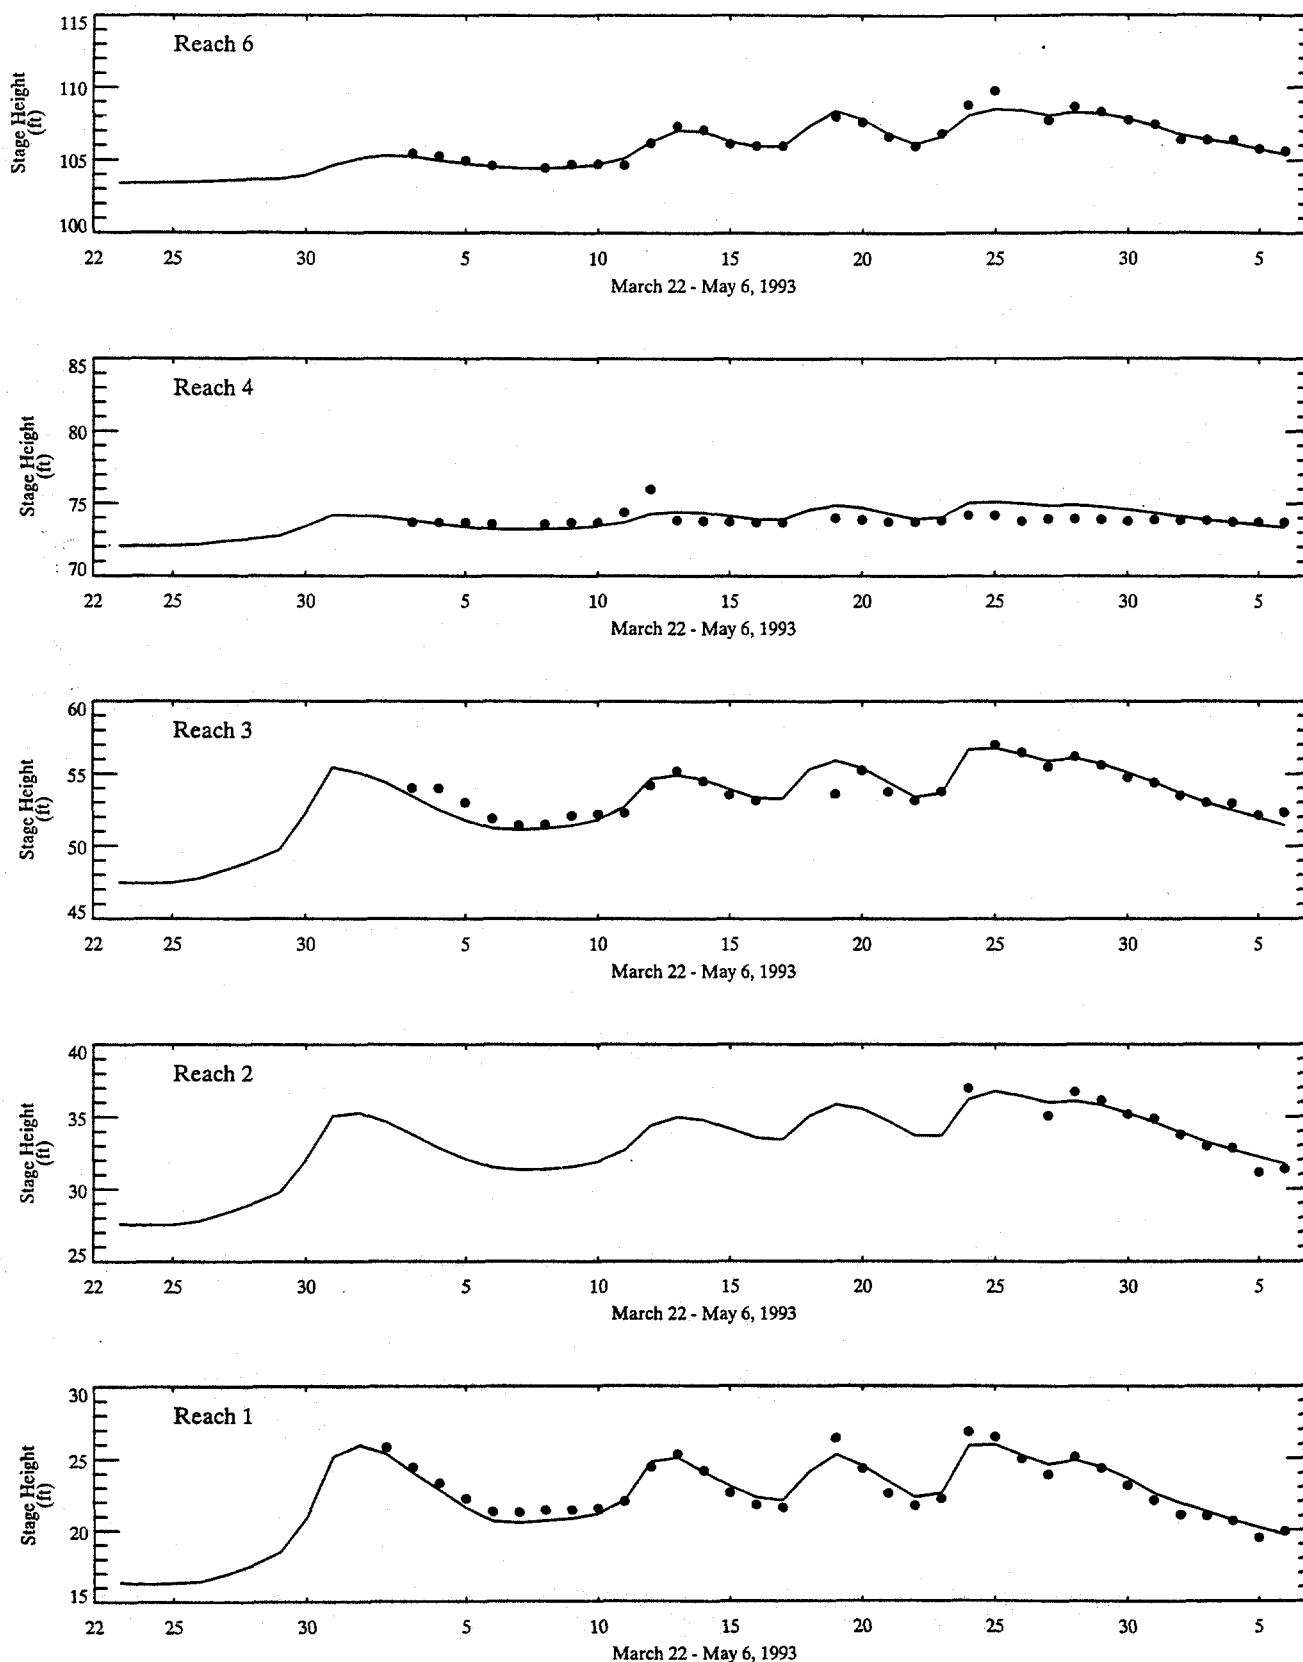 115
Reach 6
110
Stage Height
(ft)
105
100
22 25 30 5 10 15 20 25 30 5
March 22 - May 6, 1993
85
Reach 4
80
Stage Height
(ft)
75
70
22 25 30 5 10 15 20 25 30 5
March 22 - May 6, 1993
60
Reach 3
55
Stage Height
(ft)
50
45
22 25 30 5 10 15 20 25 30 5
March 22 - May 6, 1993
40
Reach 2
35
Stage Height
(ft)
30
25
22 25 30 5 10 15 20 25 30 5
March 22 - May 6, 1993
30
Reach 1
25
Stage Height
(ft)
20
15
22 25 30 5 10 15 20 25 30 5
March 22 - May 6, 1993